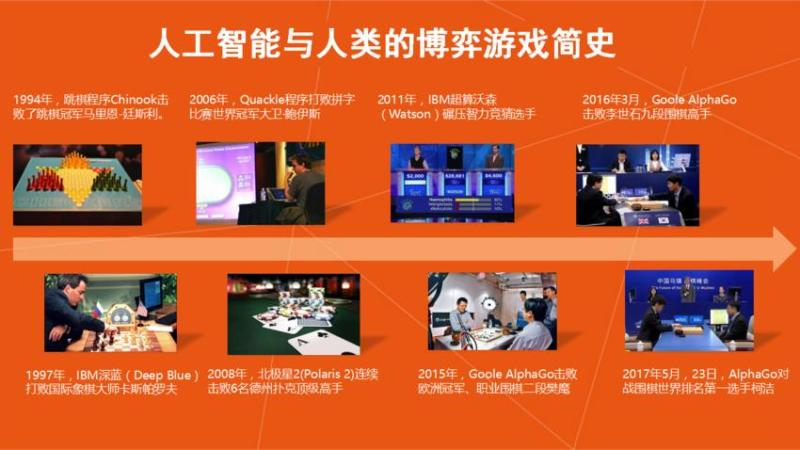 人工智能与人类的博弈游戏简史
1994年，跳棋程序Chinook击
败了跳棋冠军马里恩-廷斯利。
2006年，Quackle程序打败拼字
比赛世界冠军大卫·鲍伊斯
2011年，IBM超算沃森
（Watson）碾压智力竞猜选手
2016年3月，Goole AlphaGo
击败李世石九段围棋高手
$2,000
1997年，IBM深蓝（Deep Blue）
打败国际象棋大师卡斯帕罗夫
2008年，北极星2(Polaris 2)连续
击败6名德州扑克顶级高手
2015年，Goole AlphaGo击败
欧洲冠军、职业围棋二段樊麾
2017年5月，23日，AlphaGo对
战围棋世界排名第一选手柯洁